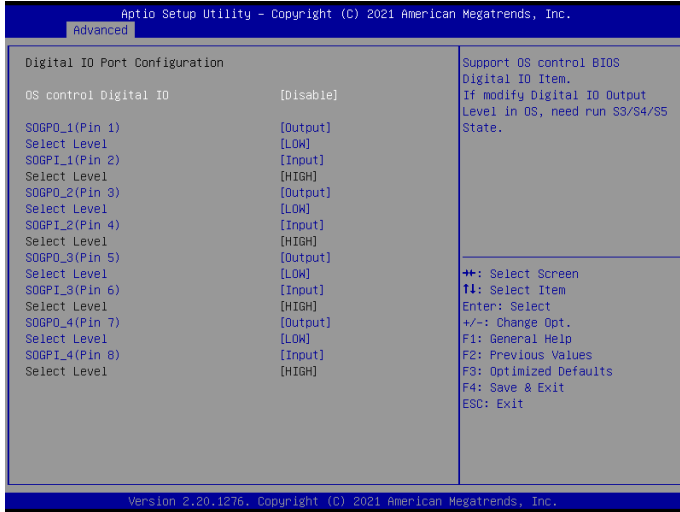 Aptio Setup Utility – Copyright (C) 2021 American Megatrends, Inc.
Advanced
Digital IO Port Configuration
OS control Digital IO [Disable]
SOGPO_1(Pin 1) [Output]
Select Level [LOW]
SOGPI_1(Pin 2) [Input]
Select Level [HIGH]
SOGPO_2(Pin 3) [Output]
Select Level [LOW]
SOGPI_2(Pin 4) [Input]
Select Level [HIGH]
SOGPO_3(Pin 5) [Output]
Select Level [LOW]
SOGPI_3(Pin 6) [Input]
Select Level [HIGH]
SOGPO_4(Pin 7) [Output]
Select Level [LOW]
SOGPI_4(Pin 8) [Input]
Select Level [HIGH]
Support OS control BIOS
Digital IO Item.
If modify Digital IO Output
Level in OS, need run S3/S4/S5
State.
→←: Select Screen
↑↓: Select Item
Enter: Select
+/-: Change Opt.
F1: General Help
F2: Previous Values
F3: Optimized Defaults
F4: Save & Exit
ESC: Exit
Version 2.20.1276. Copyright (C) 2021 American Megatrends, Inc.